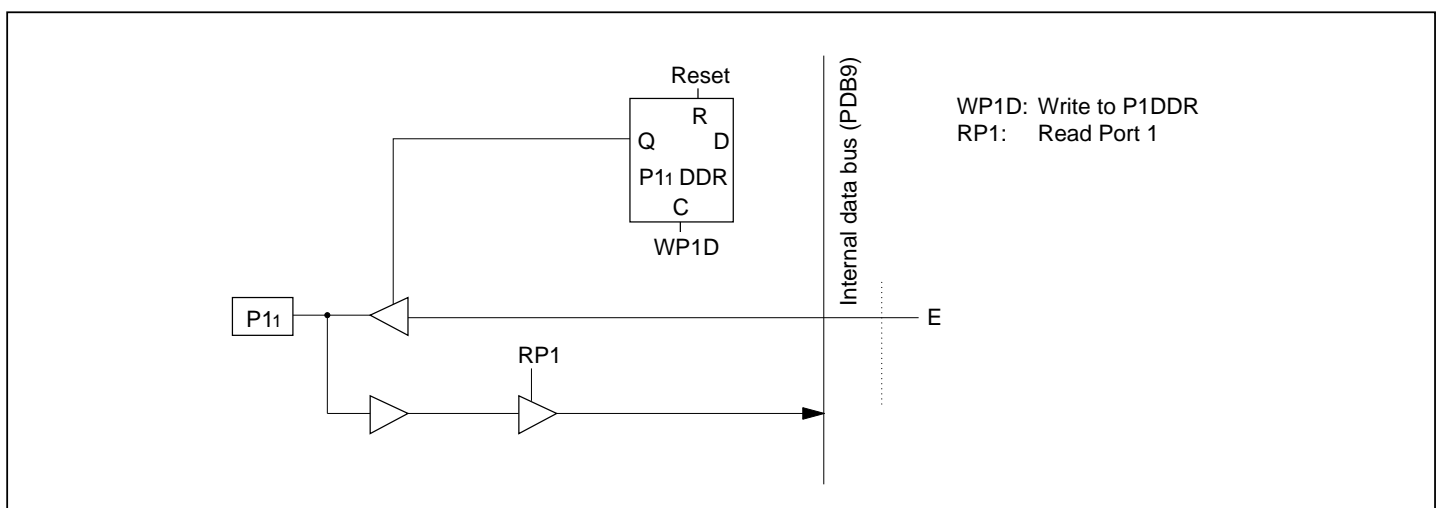 Reset
R
Q D
P1₁ DDR
C
WP1D
Internal data bus (PDB9)
WP1D: Write to P1DDR
RP1: Read Port 1
P1₁
E
RP1